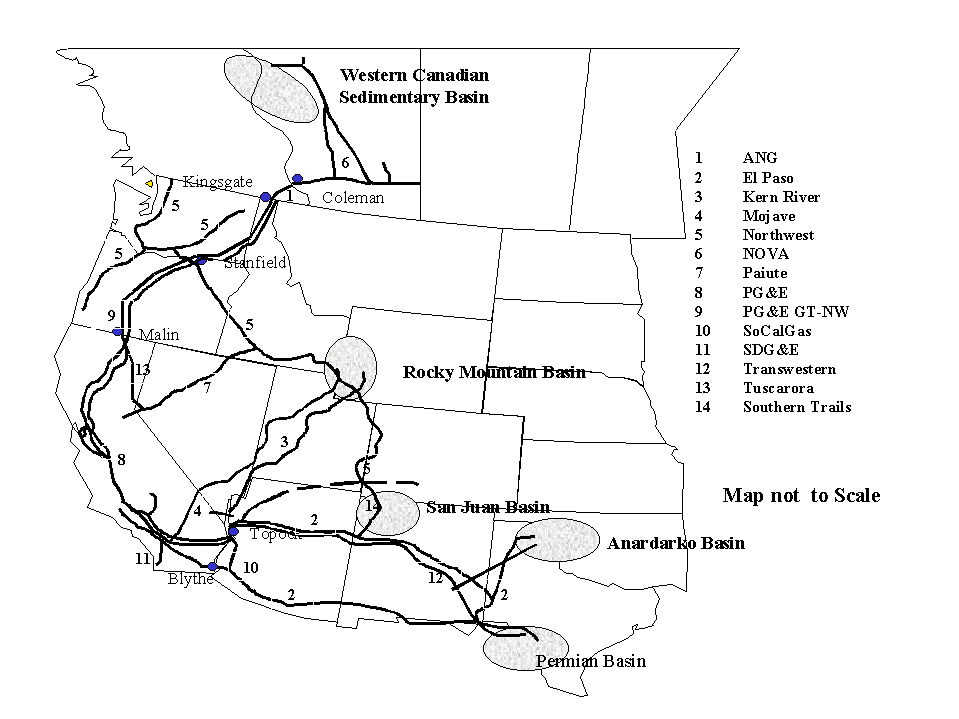 Western Canadian
Sedimentary Basin
6
Kingsgate
1
Coleman
5
5
5
Stanfield
9
Malin
5
13
7
Rocky Mountain Basin
3
8
5
4
14
San Juan Basin
2
Topock
11
10
Blythe
12
2
2
Anardarko Basin
Permian Basin
1 ANG
2 El Paso
3 Kern River
4 Mojave
5 Northwest
6 NOVA
7 Paiute
8 PG&E
9 PG&E GT-NW
10 SoCalGas
11 SDG&E
12 Transwestern
13 Tuscarora
14 Southern Trails
Map not to Scale